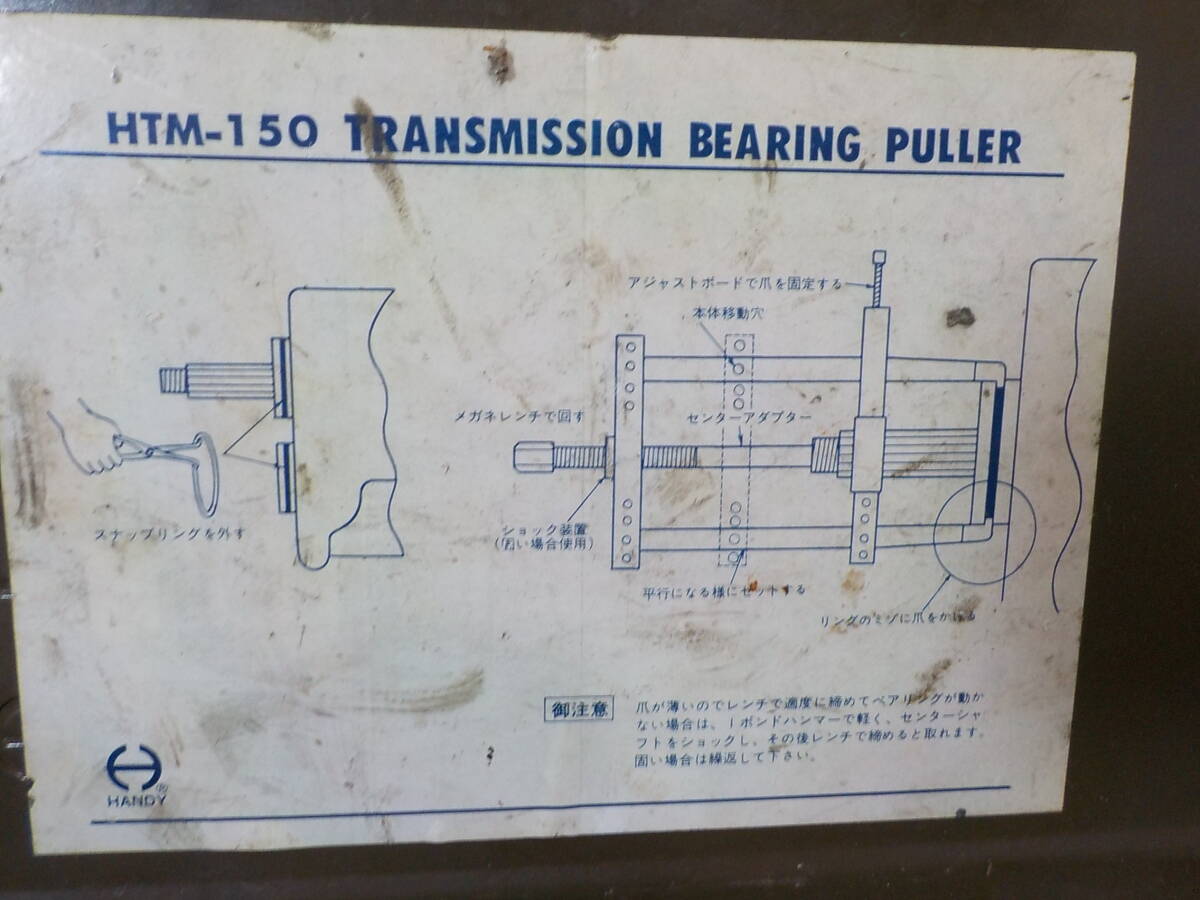 HTM-150 TRANSMISSION BEARING PULLER
アジャストボードで爪を固定する
本体移動穴
メガネレンチで回す
センターアダプター
スナップリングを外す
ショック装置
(固い場合使用)
平行になる様にセットする
リングのミゾに爪をかける
御注意
爪が薄いのでレンチで適度に締めてベアリングが動か
ない場合は、1ポンドハンマーで軽く、センターシャ
フトをショックし、その後レンチで締めると取れます。
固い場合は繰返して下さい。
HANDY
®